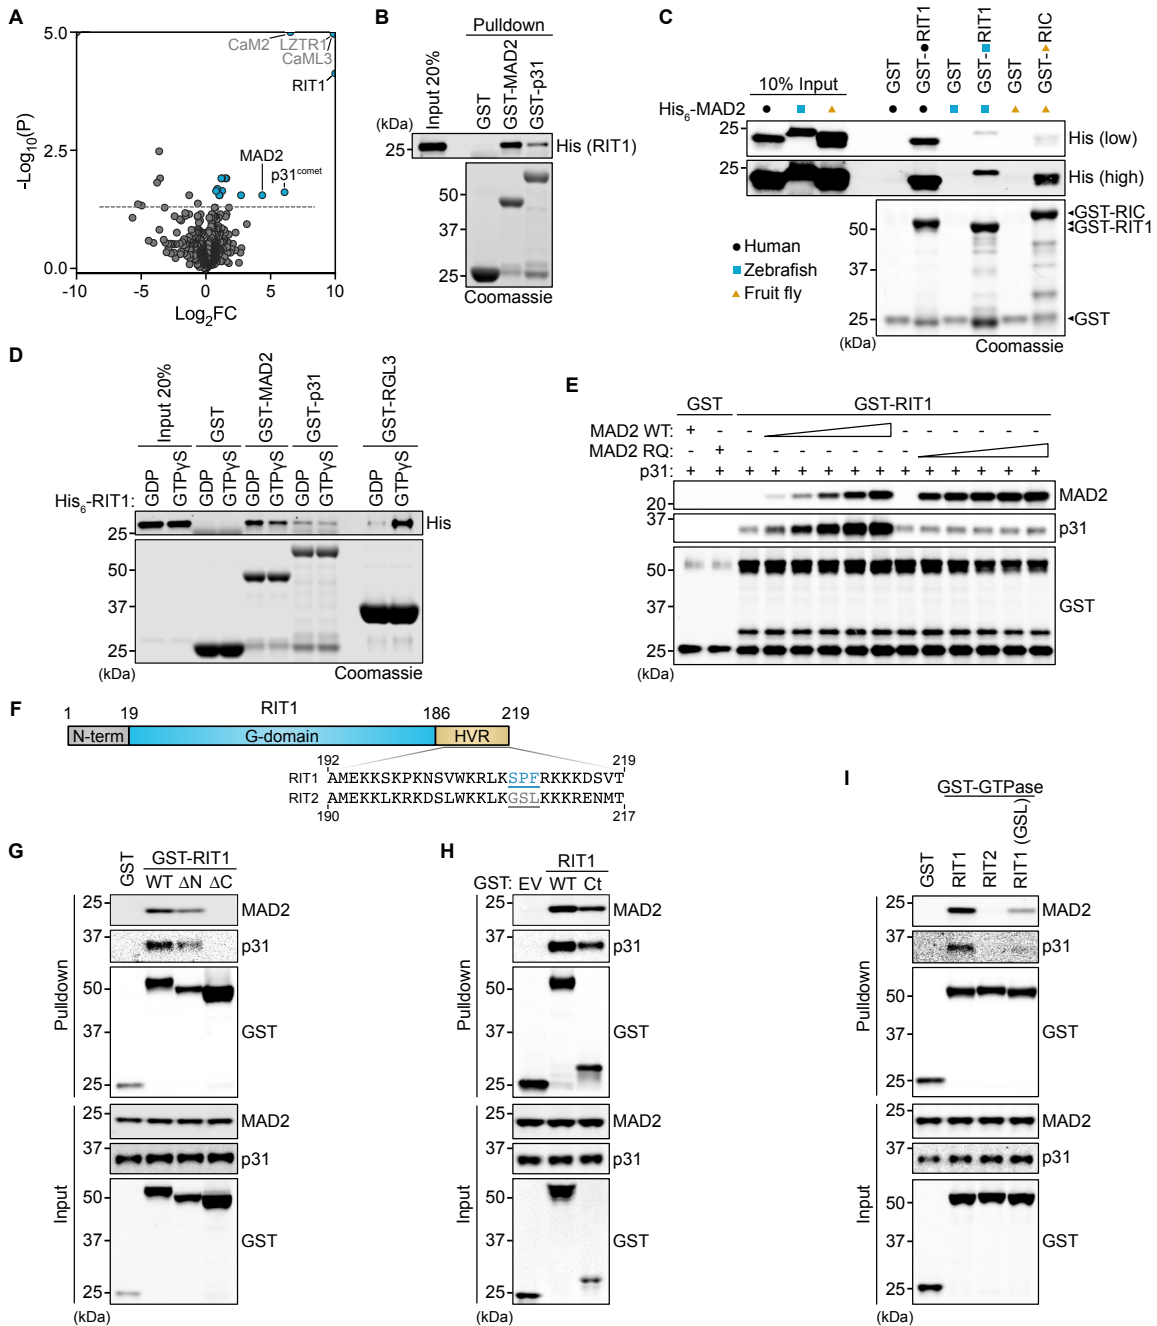 A
5.0
2.5
0.0
-Log10(P)
-10
-5
0
5
10
Log2FC
CaM2
LZTR1
CaML3
RIT1
MAD2
p31comet
B
Pulldown
Input 20%
GST
GST-MAD2
GST-p31
(kDa)
25
His (RIT1)
50
37
25
Coomassie
C
GST
GST-RIT1
GST
GST-RIT1
GST
GST-RIC
10% Input
His6-MAD2
25
His (low)
25
His (high)
50
37
25
(kDa)
GST-RIC
GST-RIT1
GST
Human
Zebrafish
Fruit fly
Coomassie
D
Input 20%
GST
GST-MAD2
GST-p31
GST-RGL3
His6-RIT1:
GDP
GTPγS
GDP
GTPγS
GDP
GTPγS
GDP
GTPγS
GDP
GTPγS
25
His
50
37
25
(kDa)
Coomassie
E
GST
GST-RIT1
MAD2 WT: + - - - - - - - - - - -
MAD2 RQ: - + - - - - - - -
p31: + + + + + + + + + + + + +
20
MAD2
37
p31
50
37
25
GST
(kDa)
F
1 19 RIT1 186 219
N-term G-domain HVR
192 219
RIT1 AMEKKSKPKNSVWKRLKSPFRKKKDSVT
RIT2 AMEKKLKRKDSLWKKLKGSLKKKRENMT
190 217
G
GST
GST-RIT1
WT ΔN ΔC
Pulldown
25
MAD2
37
p31
50
37
25
GST
Input
25
MAD2
37
p31
50
37
25
GST
(kDa)
H
RIT1
GST: EV WT Ct
Pulldown
25
MAD2
37
p31
50
37
25
GST
Input
25
MAD2
37
p31
50
37
25
GST
(kDa)
I
GST-GTPase
GST
RIT1
RIT2
RIT1 (GSL)
Pulldown
25
MAD2
37
p31
50
37
25
GST
Input
25
MAD2
37
p31
50
37
25
GST
(kDa)